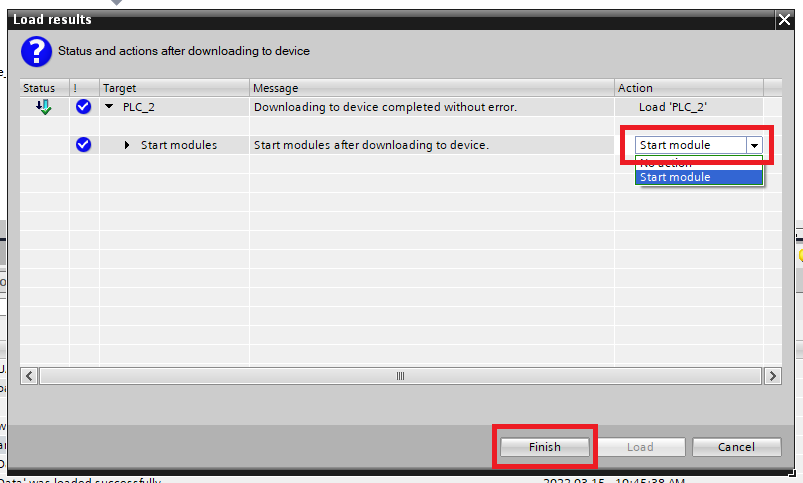 Load results
Status and actions after downloading to device
Status ! Target Message Action
PLC_2 Downloading to device completed without error. Load 'PLC_2'
Start modules Start modules after downloading to device. Start module
No action
Start module
Finish Load Cancel
Data' was loaded successfully. 2022.03.15 10:45:38 AM